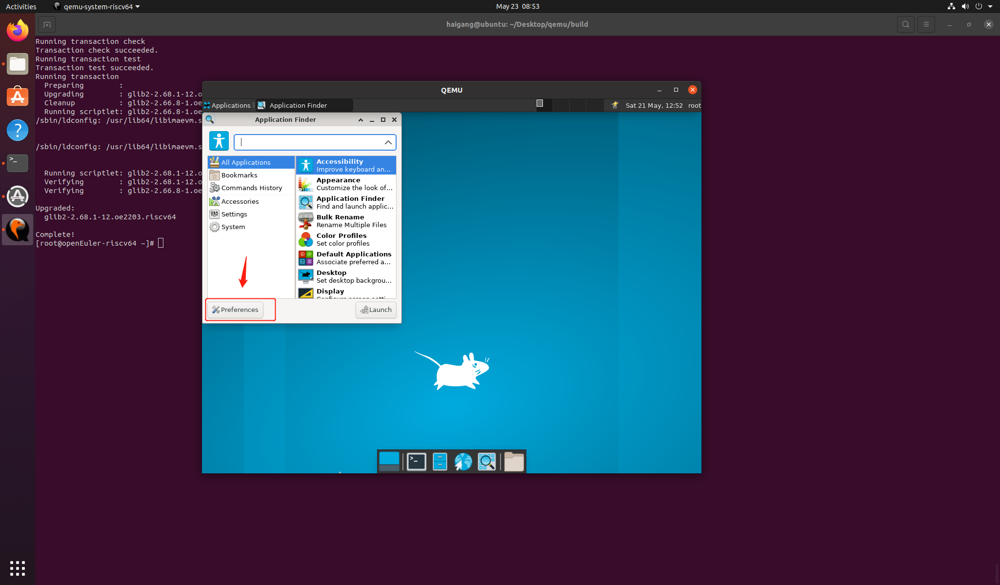 Activities
qemu-system-riscv64
May 23 08:53
haigang@ubuntu: ~/Desktop/qemu/build
Running transaction check
Transaction check succeeded.
Running transaction test
Transaction test succeeded.
Running transaction
Preparing :
Upgrading : glib2-2.68.1-12.o
Cleanup : glib2-2.66.8-1.oe
Running scriptlet: glib2-2.66.8-1.oe
/sbin/ldconfig: /usr/lib64/libimaevm.s
/sbin/ldconfig: /usr/lib64/libimaevm.s
Running scriptlet: glib2-2.68.1-12.o
Verifying : glib2-2.68.1-12.o
Verifying : glib2-2.66.8-1.oe
Upgraded:
glib2-2.68.1-12.oe2203.riscv64
Complete!
[root@openEuler-riscv64 ~]#
QEMU
Applications
Application Finder
Sat 21 May, 12:52 root
Application Finder
All Applications
Bookmarks
Commands History
Accessories
Settings
System
Accessibility
Improve keyboard an...
Appearance
Customize the look of...
Application Finder
Find and launch applic...
Bulk Rename
Rename Multiple Files
Color Profiles
Set color profiles
Default Applications
Associate preferred a...
Desktop
Set desktop backgrou...
Display
Preferences
Launch